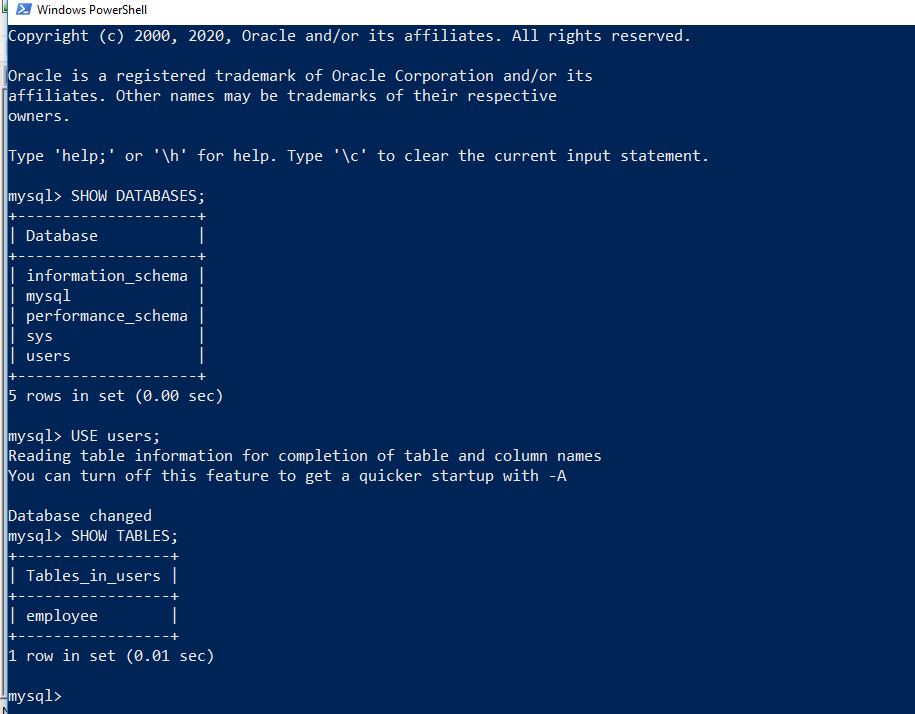 Windows PowerShell
Copyright (c) 2000, 2020, Oracle and/or its affiliates. All rights reserved.
Oracle is a registered trademark of Oracle Corporation and/or its
affiliates. Other names may be trademarks of their respective
owners.
Type 'help;' or '\h' for help. Type '\c' to clear the current input statement.
mysql> SHOW DATABASES;
+--------------------+
| Database           |
+--------------------+
| information_schema |
| mysql              |
| performance_schema |
| sys                |
| users              |
+--------------------+
5 rows in set (0.00 sec)
mysql> USE users;
Reading table information for completion of table and column names
You can turn off this feature to get a quicker startup with -A
Database changed
mysql> SHOW TABLES;
+-----------------+
| Tables_in_users |
+-----------------+
| employee        |
+-----------------+
1 row in set (0.01 sec)
mysql>